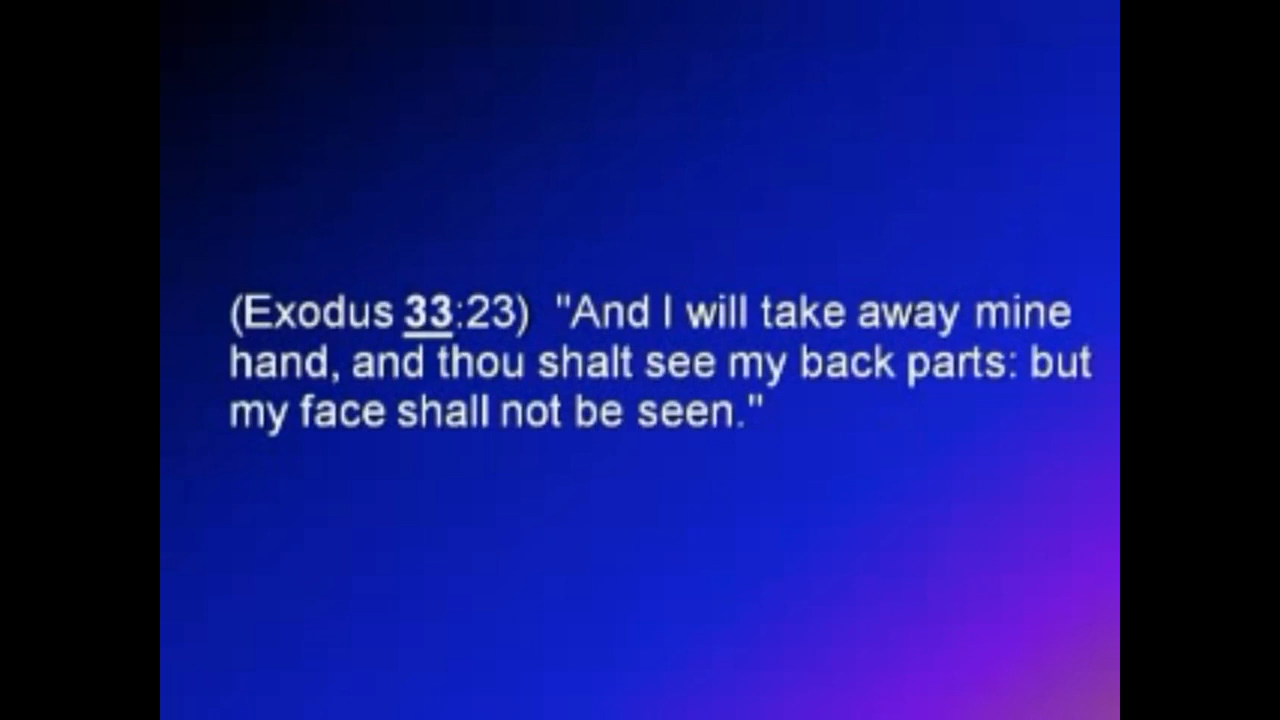 (Exodus 33:23)  "And I will take away mine
hand, and thou shalt see my back parts: but
my face shall not be seen."